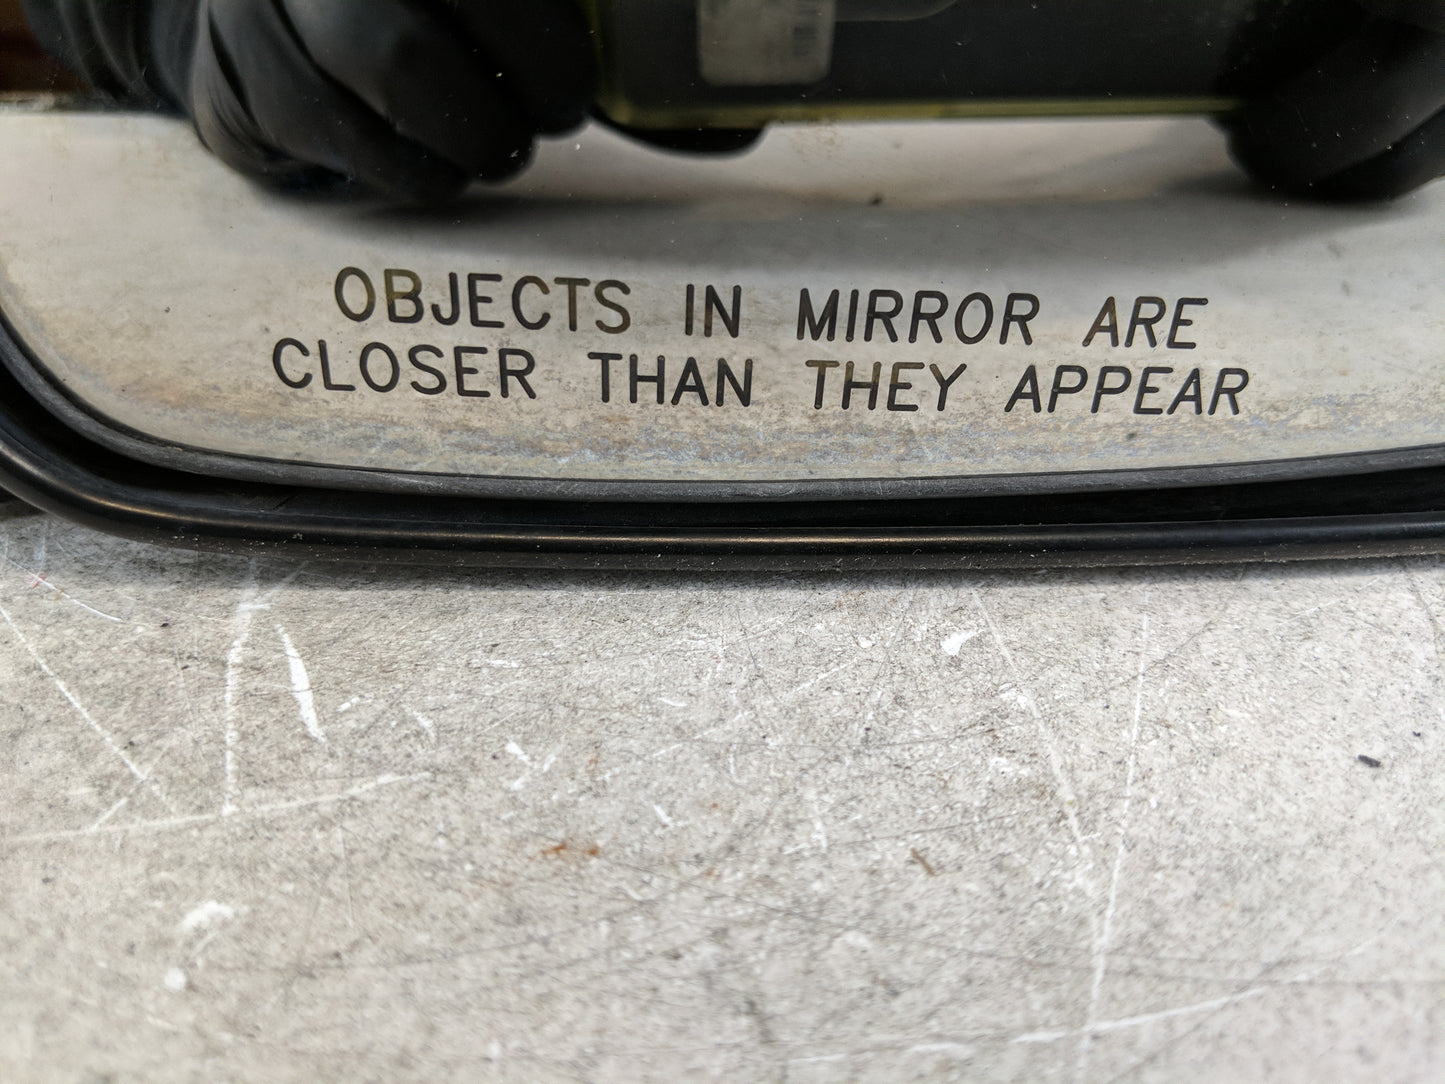 OBJECTS IN MIRROR ARE
CLOSER THAN THEY APPEAR